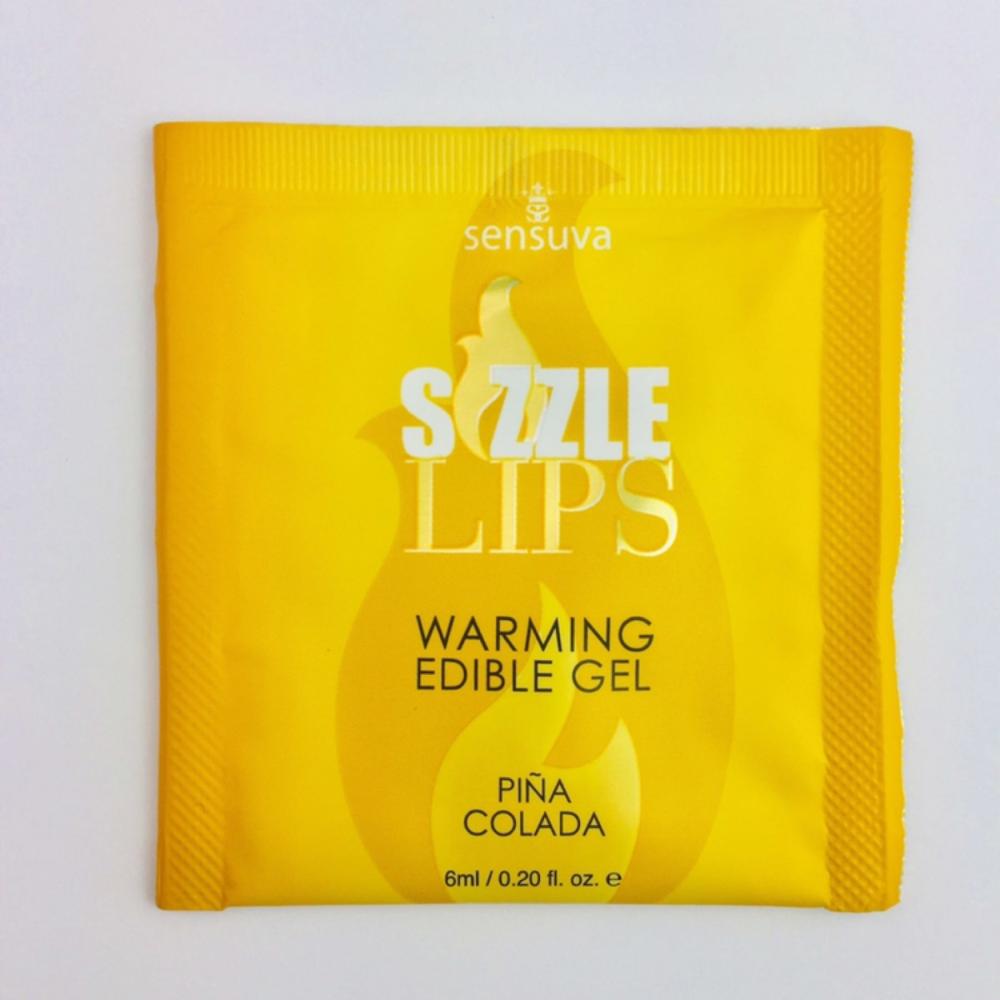 sensuva
SIZZLE
LIPS
WARMING
EDIBLE GEL
PIÑA
COLADA
6ml / 0.20 fl. oz. ℮